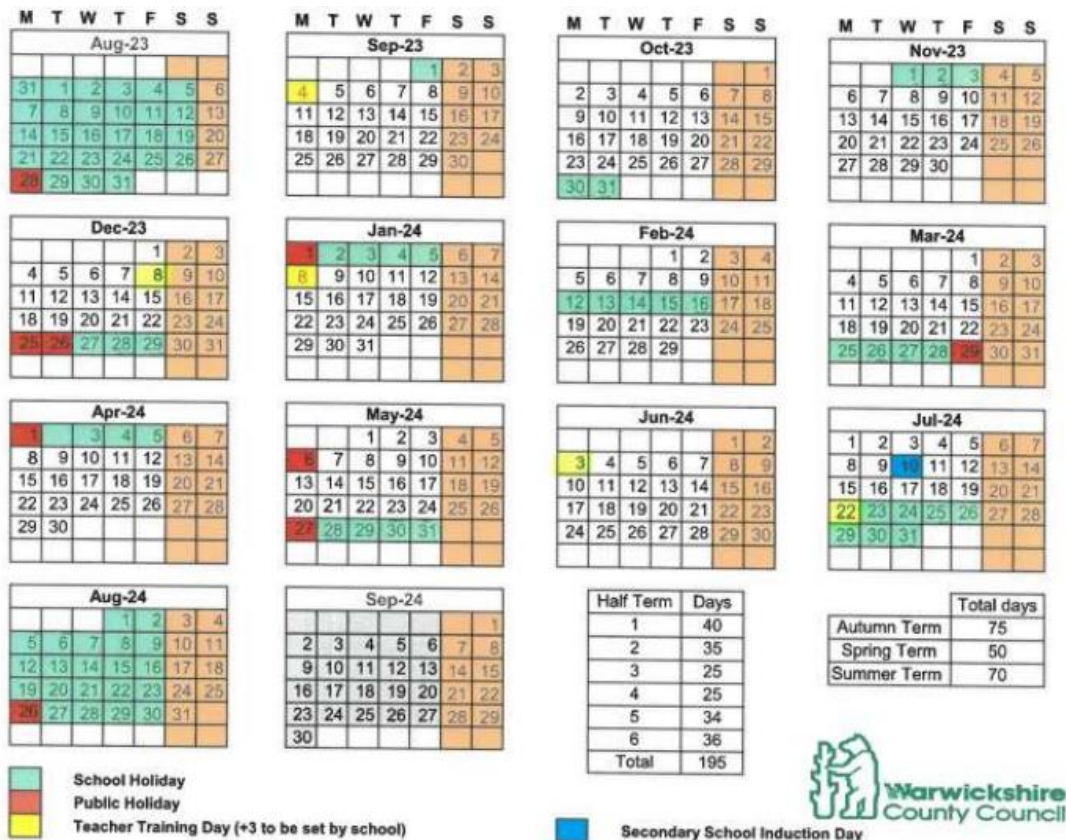 M T W T F S S
Aug-23
31 1 2 3 4 5 6
7 8 9 10 11 12 13
14 15 16 17 18 19 20
21 22 23 24 25 26 27
28 29 30 31
M T W T F S S
Sep-23
1 2 3
4 5 6 7 8 9 10
11 12 13 14 15 16 17
18 19 20 21 22 23 24
25 26 27 28 29 30
M T W T F S S
Oct-23
1
2 3 4 5 6 7 8
9 10 11 12 13 14 15
16 17 18 19 20 21 22
23 24 25 26 27 28 29
30 31
M T W T F S S
Nov-23
1 2 3 4 5
6 7 8 9 10 11 12
13 14 15 16 17 18 19
20 21 22 23 24 25 26
27 28 29 30
Dec-23
1 2 3
4 5 6 7 8 9 10
11 12 13 14 15 16 17
18 19 20 21 22 23 24
25 26 27 28 29 30 31
Jan-24
1 2 3 4 5 6 7
8 9 10 11 12 13 14
15 16 17 18 19 20 21
22 23 24 25 26 27 28
29 30 31
Feb-24
1 2 3 4
5 6 7 8 9 10 11
12 13 14 15 16 17 18
19 20 21 22 23 24 25
26 27 28 29
Mar-24
1 2 3
4 5 6 7 8 9 10
11 12 13 14 15 16 17
18 19 20 21 22 23 24
25 26 27 28 29 30 31
Apr-24
1 3 4 5 6 7
8 9 10 11 12 13 14
15 16 17 18 19 20 21
22 23 24 25 26 27 28
29 30
May-24
1 2 3 4 5
6 7 8 9 10 11 12
13 14 15 16 17 18 19
20 21 22 23 24 25 26
27 28 29 30 31
Jun-24
1 2
3 4 5 6 7 8 9
10 11 12 13 14 15 16
17 18 19 20 21 22 23
24 25 26 27 28 29 30
Jul-24
1 2 3 4 5 6 7
8 9 10 11 12 13 14
15 16 17 18 19 20 21
22 23 24 25 26 27 28
29 30 31
Aug-24
1 2 3 4
5 6 7 8 9 10 11
12 13 14 15 16 17 18
19 20 21 22 23 24 25
26 27 28 29 30 31
Sep-24
1
2 3 4 5 6 7 8
9 10 11 12 13 14 15
16 17 18 19 20 21 22
23 24 25 26 27 28 29
30
Half Term Days
1 40
2 35
3 25
4 25
5 34
6 36
Total 195
Total days
Autumn Term 75
Spring Term 50
Summer Term 70
School Holiday
Public Holiday
Teacher Training Day (+3 to be set by school)
Secondary School Induction Day
Warwickshire
County Council